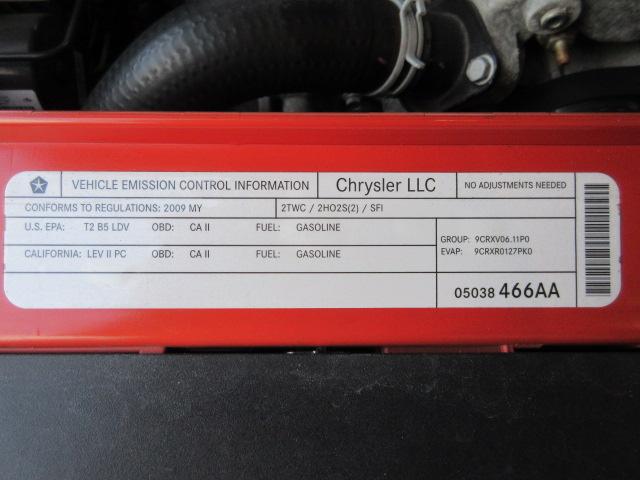 VEHICLE EMISSION CONTROL INFORMATION Chrysler LLC NO ADJUSTMENTS NEEDED
CONFORMS TO REGULATIONS: 2009 MY 2TWC / 2HO2S(2) / SFI
U.S. EPA: T2 B5 LDV OBD: CA II FUEL: GASOLINE
GROUP: 9CRXV06.11P0
CALIFORNIA: LEV II PC OBD: CA II FUEL: GASOLINE
EVAP: 9CRXR0127PK0
05038 466AA